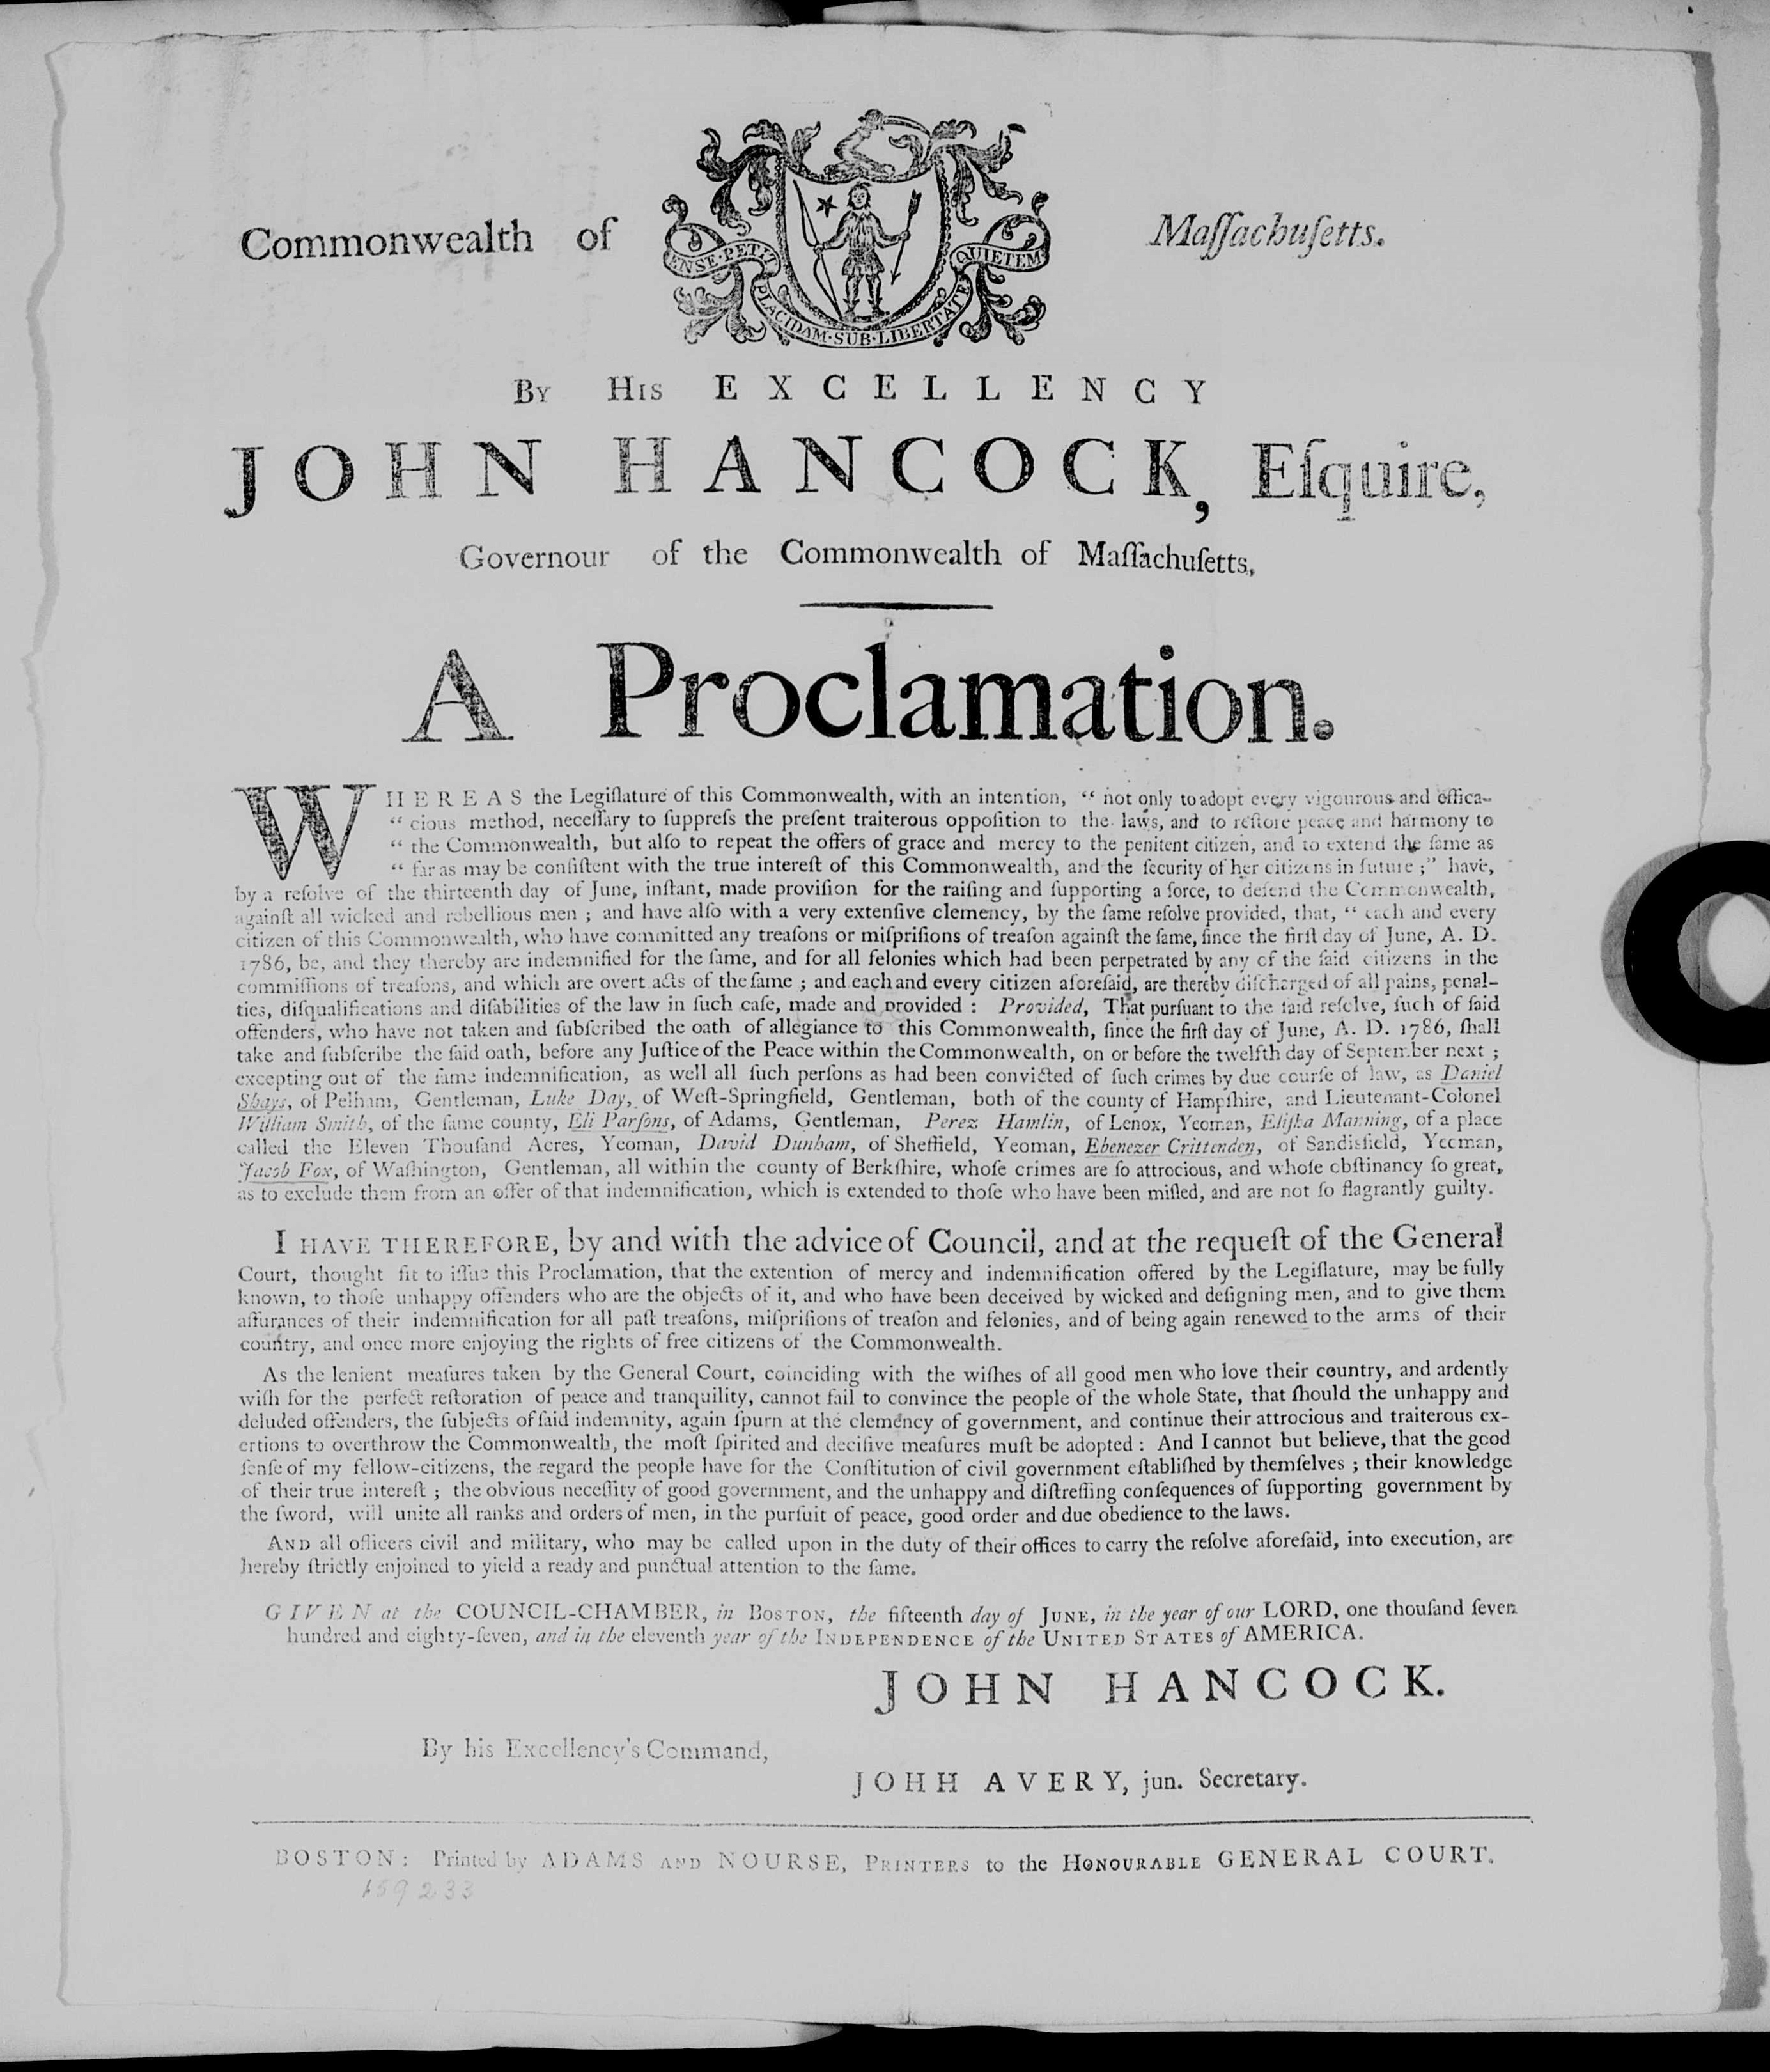 Commonwealth of Maſſachuſetts.
ENSE·PETIT
PLACIDAM·SUB·LIBERTATE
QUIETEM
BY HIS EXCELLENCY
JOHN HANCOCK, Eſquire,
Governour of the Commonwealth of Maſſachuſetts,
A Proclamation.
WHEREAS the Legiſlature of this Commonwealth, with an intention, “ not only to adopt every vigourous and effica-
“ cious method, neceſſary to ſuppreſs the preſent traiterous oppoſition to the laws, and to reſtore peace and harmony to
“ the Commonwealth, but alſo to repeat the offers of grace and mercy to the penitent citizen, and to extend the ſame as
“ far as may be conſiſtent with the true intereſt of this Commonwealth, and the ſecurity of her citizens in future ;” have,
by a reſolve of the thirteenth day of June, inſtant, made proviſion for the raiſing and ſupporting a force, to defend the Commonwealth,
againſt all wicked and rebellious men ; and have alſo with a very extenſive clemency, by the ſame reſolve provided, that, “ each and every
citizen of this Commonwealth, who have committed any treaſons or miſpriſions of treaſon againſt the ſame, ſince the firſt day of June, A. D.
1786, be, and they thereby are indemnified for the ſame, and for all felonies which had been perpetrated by any of the ſaid citizens in the
commiſſions of treaſons, and which are overt acts of the ſame ; and each and every citizen aforeſaid, are thereby diſcharged of all pains, penal-
ties, diſqualifications and diſabilities of the law in ſuch caſe, made and provided : Provided, That purſuant to the ſaid reſolve, ſuch of ſaid
offenders, who have not taken and ſubſcribed the oath of allegiance to this Commonwealth, ſince the firſt day of June, A. D. 1786, ſhall
take and ſubſcribe the ſaid oath, before any Juſtice of the Peace within the Commonwealth, on or before the twelfth day of September next ;
excepting out of the ſame indemnification, as well all ſuch perſons as had been convicted of ſuch crimes by due courſe of law, as Daniel
Shays, of Pelham, Gentleman, Luke Day, of Weſt-Springfield, Gentleman, both of the county of Hampſhire, and Lieutenant-Colonel
William Smith, of the ſame county, Eli Parſons, of Adams, Gentleman, Perez Hamlin, of Lenox, Yeoman, Eliſha Manning, of a place
called the Eleven Thouſand Acres, Yeoman, David Dunham, of Sheffield, Yeoman, Ebenezer Crittenden, of Sandisfield, Yeoman,
Jacob Fox, of Waſhington, Gentleman, all within the county of Berkſhire, whoſe crimes are ſo attrocious, and whoſe obſtinancy ſo great,
as to exclude them from an offer of that indemnification, which is extended to thoſe who have been miſled, and are not ſo flagrantly guilty.
I HAVE THEREFORE, by and with the advice of Council, and at the requeſt of the General
Court, thought fit to iſſue this Proclamation, that the extention of mercy and indemnification offered by the Legiſlature, may be fully
known, to thoſe unhappy offenders who are the objects of it, and who have been deceived by wicked and deſigning men, and to give them
aſſurances of their indemnification for all paſt treaſons, miſpriſions of treaſon and felonies, and of being again renewed to the arms of their
country, and once more enjoying the rights of free citizens of the Commonwealth.
As the lenient meaſures taken by the General Court, coinciding with the wiſhes of all good men who love their country, and ardently
wiſh for the perfect reſtoration of peace and tranquility, cannot fail to convince the people of the whole State, that ſhould the unhappy and
deluded offenders, the ſubjects of ſaid indemnity, again ſpurn at the clemency of government, and continue their attrocious and traiterous ex-
ertions to overthrow the Commonwealth, the moſt ſpirited and deciſive meaſures muſt be adopted : And I cannot but believe, that the good
ſenſe of my fellow-citizens, the regard the people have for the Conſtitution of civil government eſtabliſhed by themſelves ; their knowledge
of their true intereſt ; the obvious neceſſity of good government, and the unhappy and diſtreſſing conſequences of ſupporting government by
the ſword, will unite all ranks and orders of men, in the purſuit of peace, good order and due obedience to the laws.
AND all officers civil and military, who may be called upon in the duty of their offices to carry the reſolve aforeſaid, into execution, are
hereby ſtrictly enjoined to yield a ready and punctual attention to the ſame.
GIVEN at the COUNCIL-CHAMBER, in BOSTON, the fifteenth day of JUNE, in the year of our LORD, one thouſand ſeven
hundred and eighty-ſeven, and in the eleventh year of the INDEPENDENCE of the UNITED STATES of AMERICA.
JOHN HANCOCK.
By his Excellency's Command,
JOHH AVERY, jun. Secretary.
BOSTON: Printed by ADAMS AND NOURSE, PRINTERS to the HONOURABLE GENERAL COURT.
159233